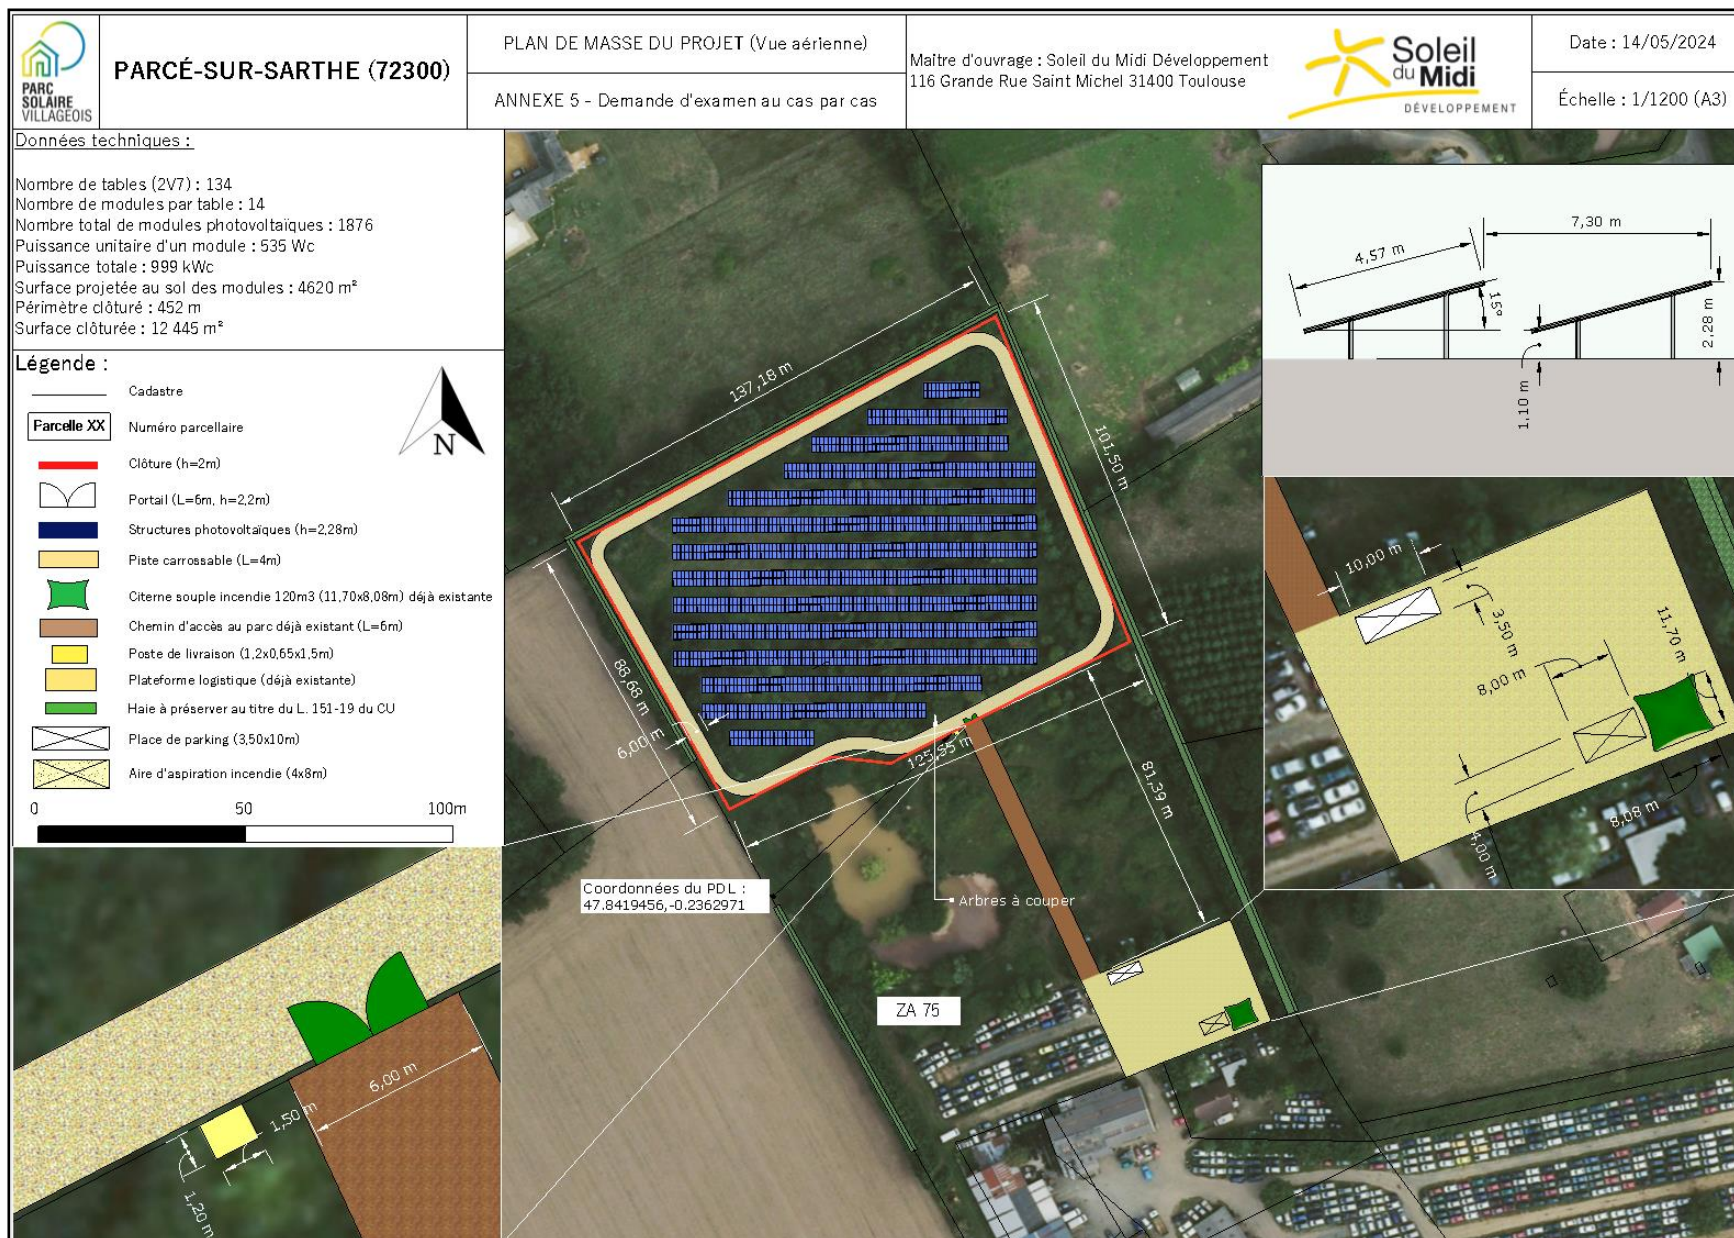 PARC
SOLAIRE
VILLAGEOIS
PARCÉ-SUR-SARTHE (72300)
PLAN DE MASSE DU PROJET (Vue aérienne)
ANNEXE 5 - Demande d'examen au cas par cas
Maitre d'ouvrage : Soleil du Midi Développement
116 Grande Rue Saint Michel 31400 Toulouse
Soleil
du Midi
DÉVELOPPEMENT
Date : 14/05/2024
Échelle : 1/1200 (A3)
Données techniques :
Nombre de tables (2V7) : 134
Nombre de modules par table : 14
Nombre total de modules photovoltaïques : 1876
Puissance unitaire d'un module : 535 Wc
Puissance totale : 999 kWc
Surface projetée au sol des modules : 4620 m²
Périmètre clôturé : 452 m
Surface clôturée : 12 445 m²
Légende :
Cadastre
Parcelle XX
Numéro parcellaire
Clôture (h=2m)
Portail (L=6m, h=2,2m)
Structures photovoltaïques (h=2,28m)
Piste carrossable (L=4m)
Citerne souple incendie 120m3 (11,70x8,08m) déjà existante
Chemin d'accès au parc déjà existant (L=6m)
Poste de livraison (1,2x0,65x1,5m)
Plateforme logistique (déjà existante)
Haie à préserver au titre du L. 151-19 du CU
Place de parking (3,50x10m)
Aire d'aspiration incendie (4x8m)
N
0 50 100m
137,18 m
101,50 m
88,68 m
6,00 m
125,55 m
81,39 m
Coordonnées du PDL :
47.8419456,-0.2362971
Arbres à couper
ZA 75
4,57 m
7,30 m
15°
2,28 m
1,10 m
10,00 m
3,50 m
11,70 m
8,00 m
8,08 m
4,00 m
6,00 m
1,50 m
1,20 m